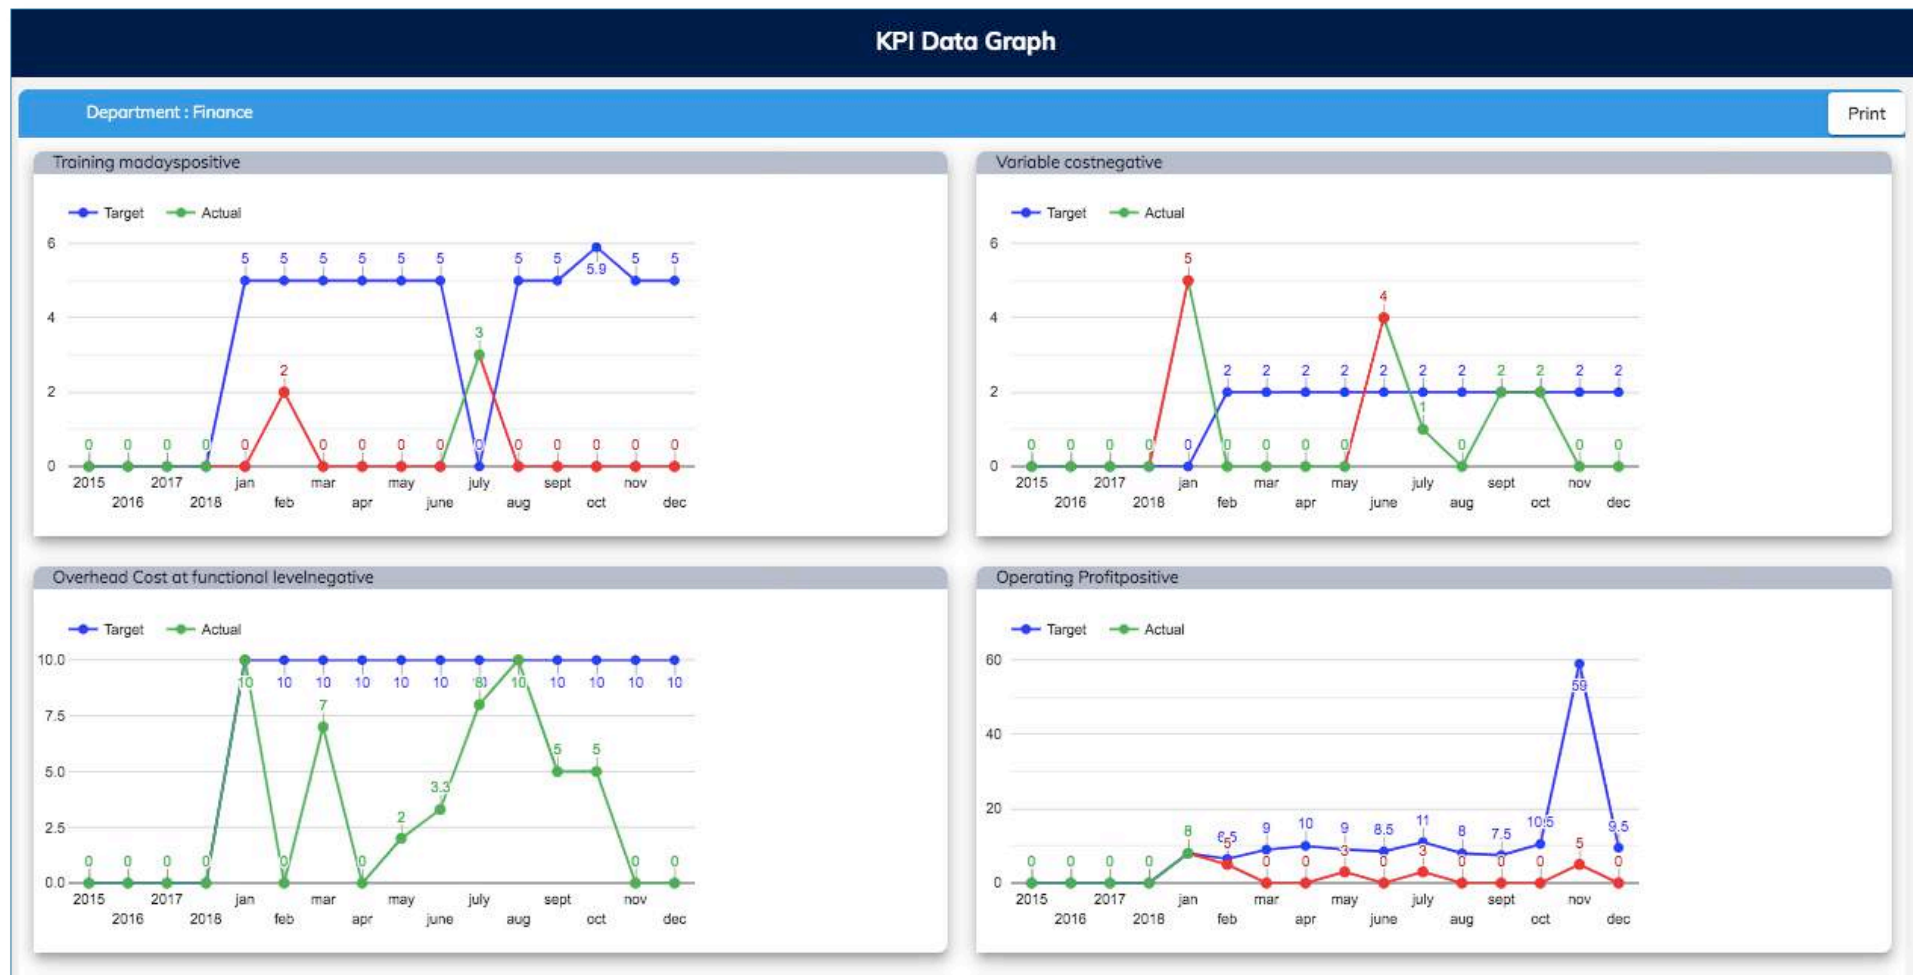 KPI Data Graph
Department : Finance
Print
Training madayspositive
Target Actual
6
5 5 5 5 5 5 5 5 5.9 5 5
4
3
2
2
0 0 0 0 0 0 0 0 0 0 0 0 0 0 0
0
2015 2017 jan mar may july sept nov
2016 2018 feb apr june aug oct dec
Variable costnegative
Target Actual
6
5
4
4
2 2 2 2 2 2 2 2 2 2 2
2
1
0 0 0 0 0 0 0 0 0 0 0 0
0
2015 2017 jan mar may july sept nov
2016 2018 feb apr june aug oct dec
Overhead Cost at functional levelnegative
Target Actual
10.0
10 10 10 10 10 10 8 10 10 10 10 10
7.5
7
5.0
5 5
3.3
2.5
2
0 0 0 0 0 0 0 0
0.0
2015 2017 jan mar may july sept nov
2016 2018 feb apr june aug oct dec
Operating Profitpositive
Target Actual
60
59
40
20
8 6.5 9 10 9 8.5 11 8 7.5 10.5 9.5
5 3 3 5
0 0 0 0 0 0 0 0 0 0 0 0
0
2015 2017 jan mar may july sept nov
2016 2018 feb apr june aug oct dec